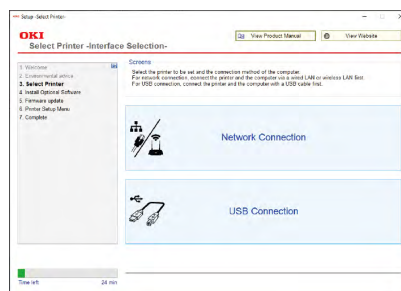 Setup -Select Printer-
OKI
View Product Manual
View Website
Select Printer -Interface Selection-
1. Welcome
2. Environmental advice
3. Select Printer
4. Install Optional Software
5. Firmware update
6. Printer Setup Menu
7. Complete
Screens
Select the printer to be set and the connection method of the computer.
For network connection, connect the printer and the computer via a wired LAN or wireless LAN first.
For USB connection, connect the printer and the computer with a USB cable first.
Network Connection
USB Connection
Time left
24 min